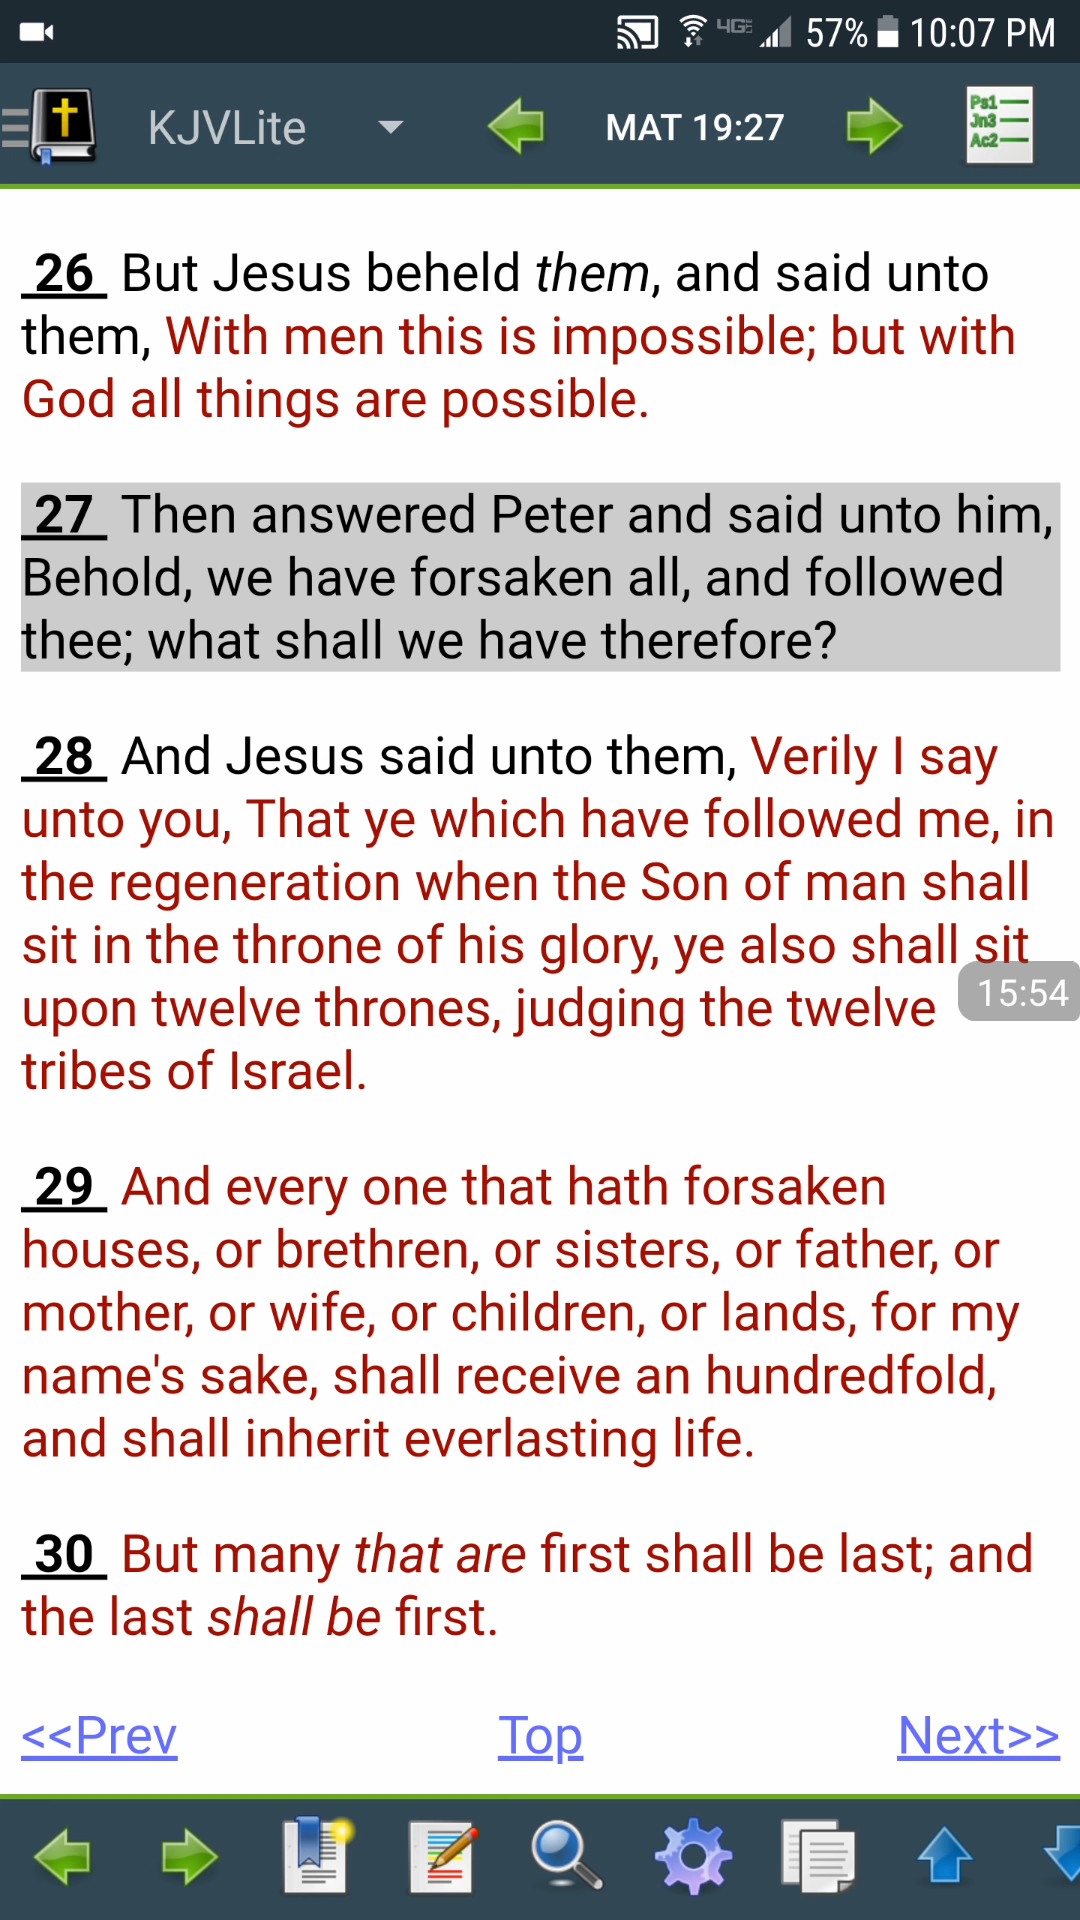 4G 57% 10:07 PM
KJVLite MAT 19:27 Ps1 Jn3 Ac2
26 But Jesus beheld them, and said unto
them, With men this is impossible; but with
God all things are possible.
27 Then answered Peter and said unto him,
Behold, we have forsaken all, and followed
thee; what shall we have therefore?
28 And Jesus said unto them, Verily I say
unto you, That ye which have followed me, in
the regeneration when the Son of man shall
sit in the throne of his glory, ye also shall sit
upon twelve thrones, judging the twelve
15:54
tribes of Israel.
29 And every one that hath forsaken
houses, or brethren, or sisters, or father, or
mother, or wife, or children, or lands, for my
name's sake, shall receive an hundredfold,
and shall inherit everlasting life.
30 But many that are first shall be last; and
the last shall be first.
<<Prev Top Next>>